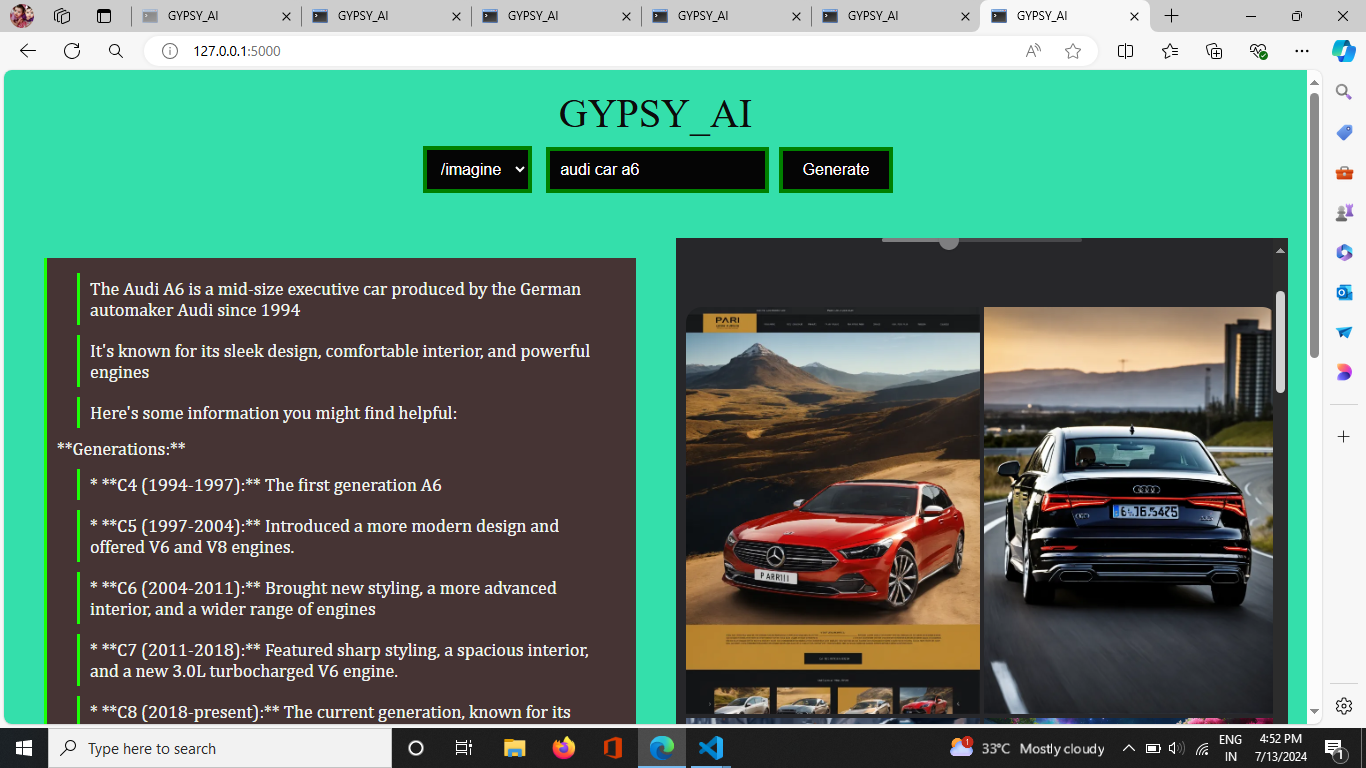 GYPSY_AI
GYPSY_AI
GYPSY_AI
GYPSY_AI
GYPSY_AI
GYPSY_AI
127.0.0.1:5000
GYPSY_AI
/imagine
audi car a6
Generate
The Audi A6 is a mid-size executive car produced by the German
automaker Audi since 1994
It's known for its sleek design, comfortable interior, and powerful
engines
Here's some information you might find helpful:
**Generations:**
* **C4 (1994-1997):** The first generation A6
* **C5 (1997-2004):** Introduced a more modern design and
offered V6 and V8 engines.
* **C6 (2004-2011):** Brought new styling, a more advanced
interior, and a wider range of engines
* **C7 (2011-2018):** Featured sharp styling, a spacious interior,
and a new 3.0L turbocharged V6 engine.
* **C8 (2018-present):** The current generation, known for its
PARI
Type here to search
1
33°C Mostly cloudy
ENG
IN
4:52 PM
7/13/2024
1